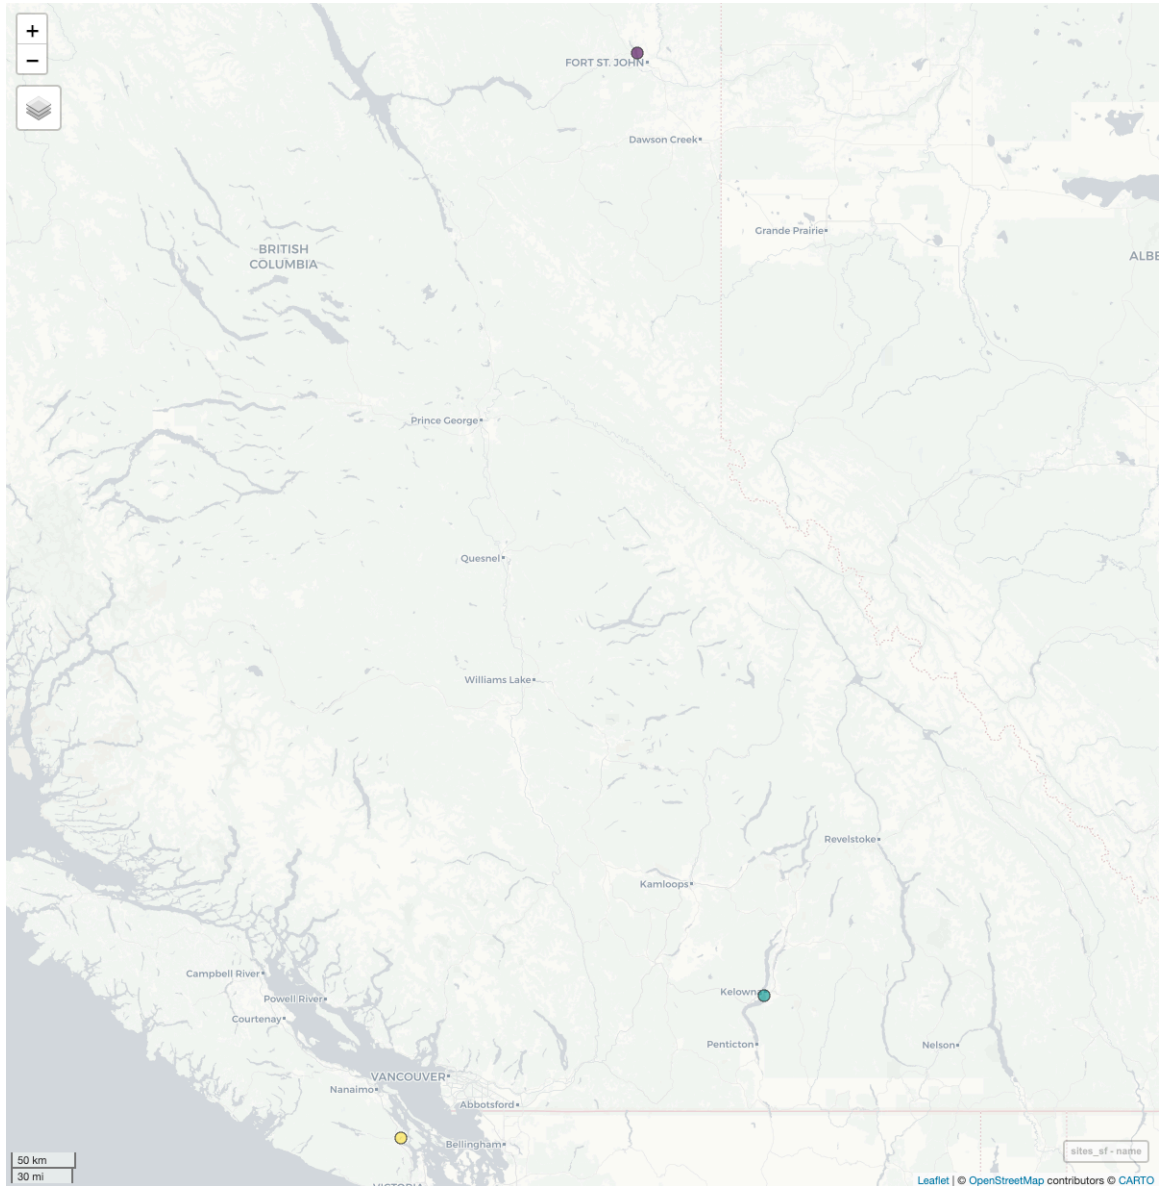 +
−
FORT ST. JOHN
Dawson Creek
Grande Prairie
BRITISH
COLUMBIA
ALBE
Prince George
Quesnel
Williams Lake
Revelstoke
Kamloops
Campbell River
Kelowna
Powell River
Courtenay
Penticton
Nelson
VANCOUVER
Nanaimo
Abbotsford
Bellingham
sites_sf - name
50 km
30 mi
VICTORIA
Leaflet | © OpenStreetMap contributors © CARTO